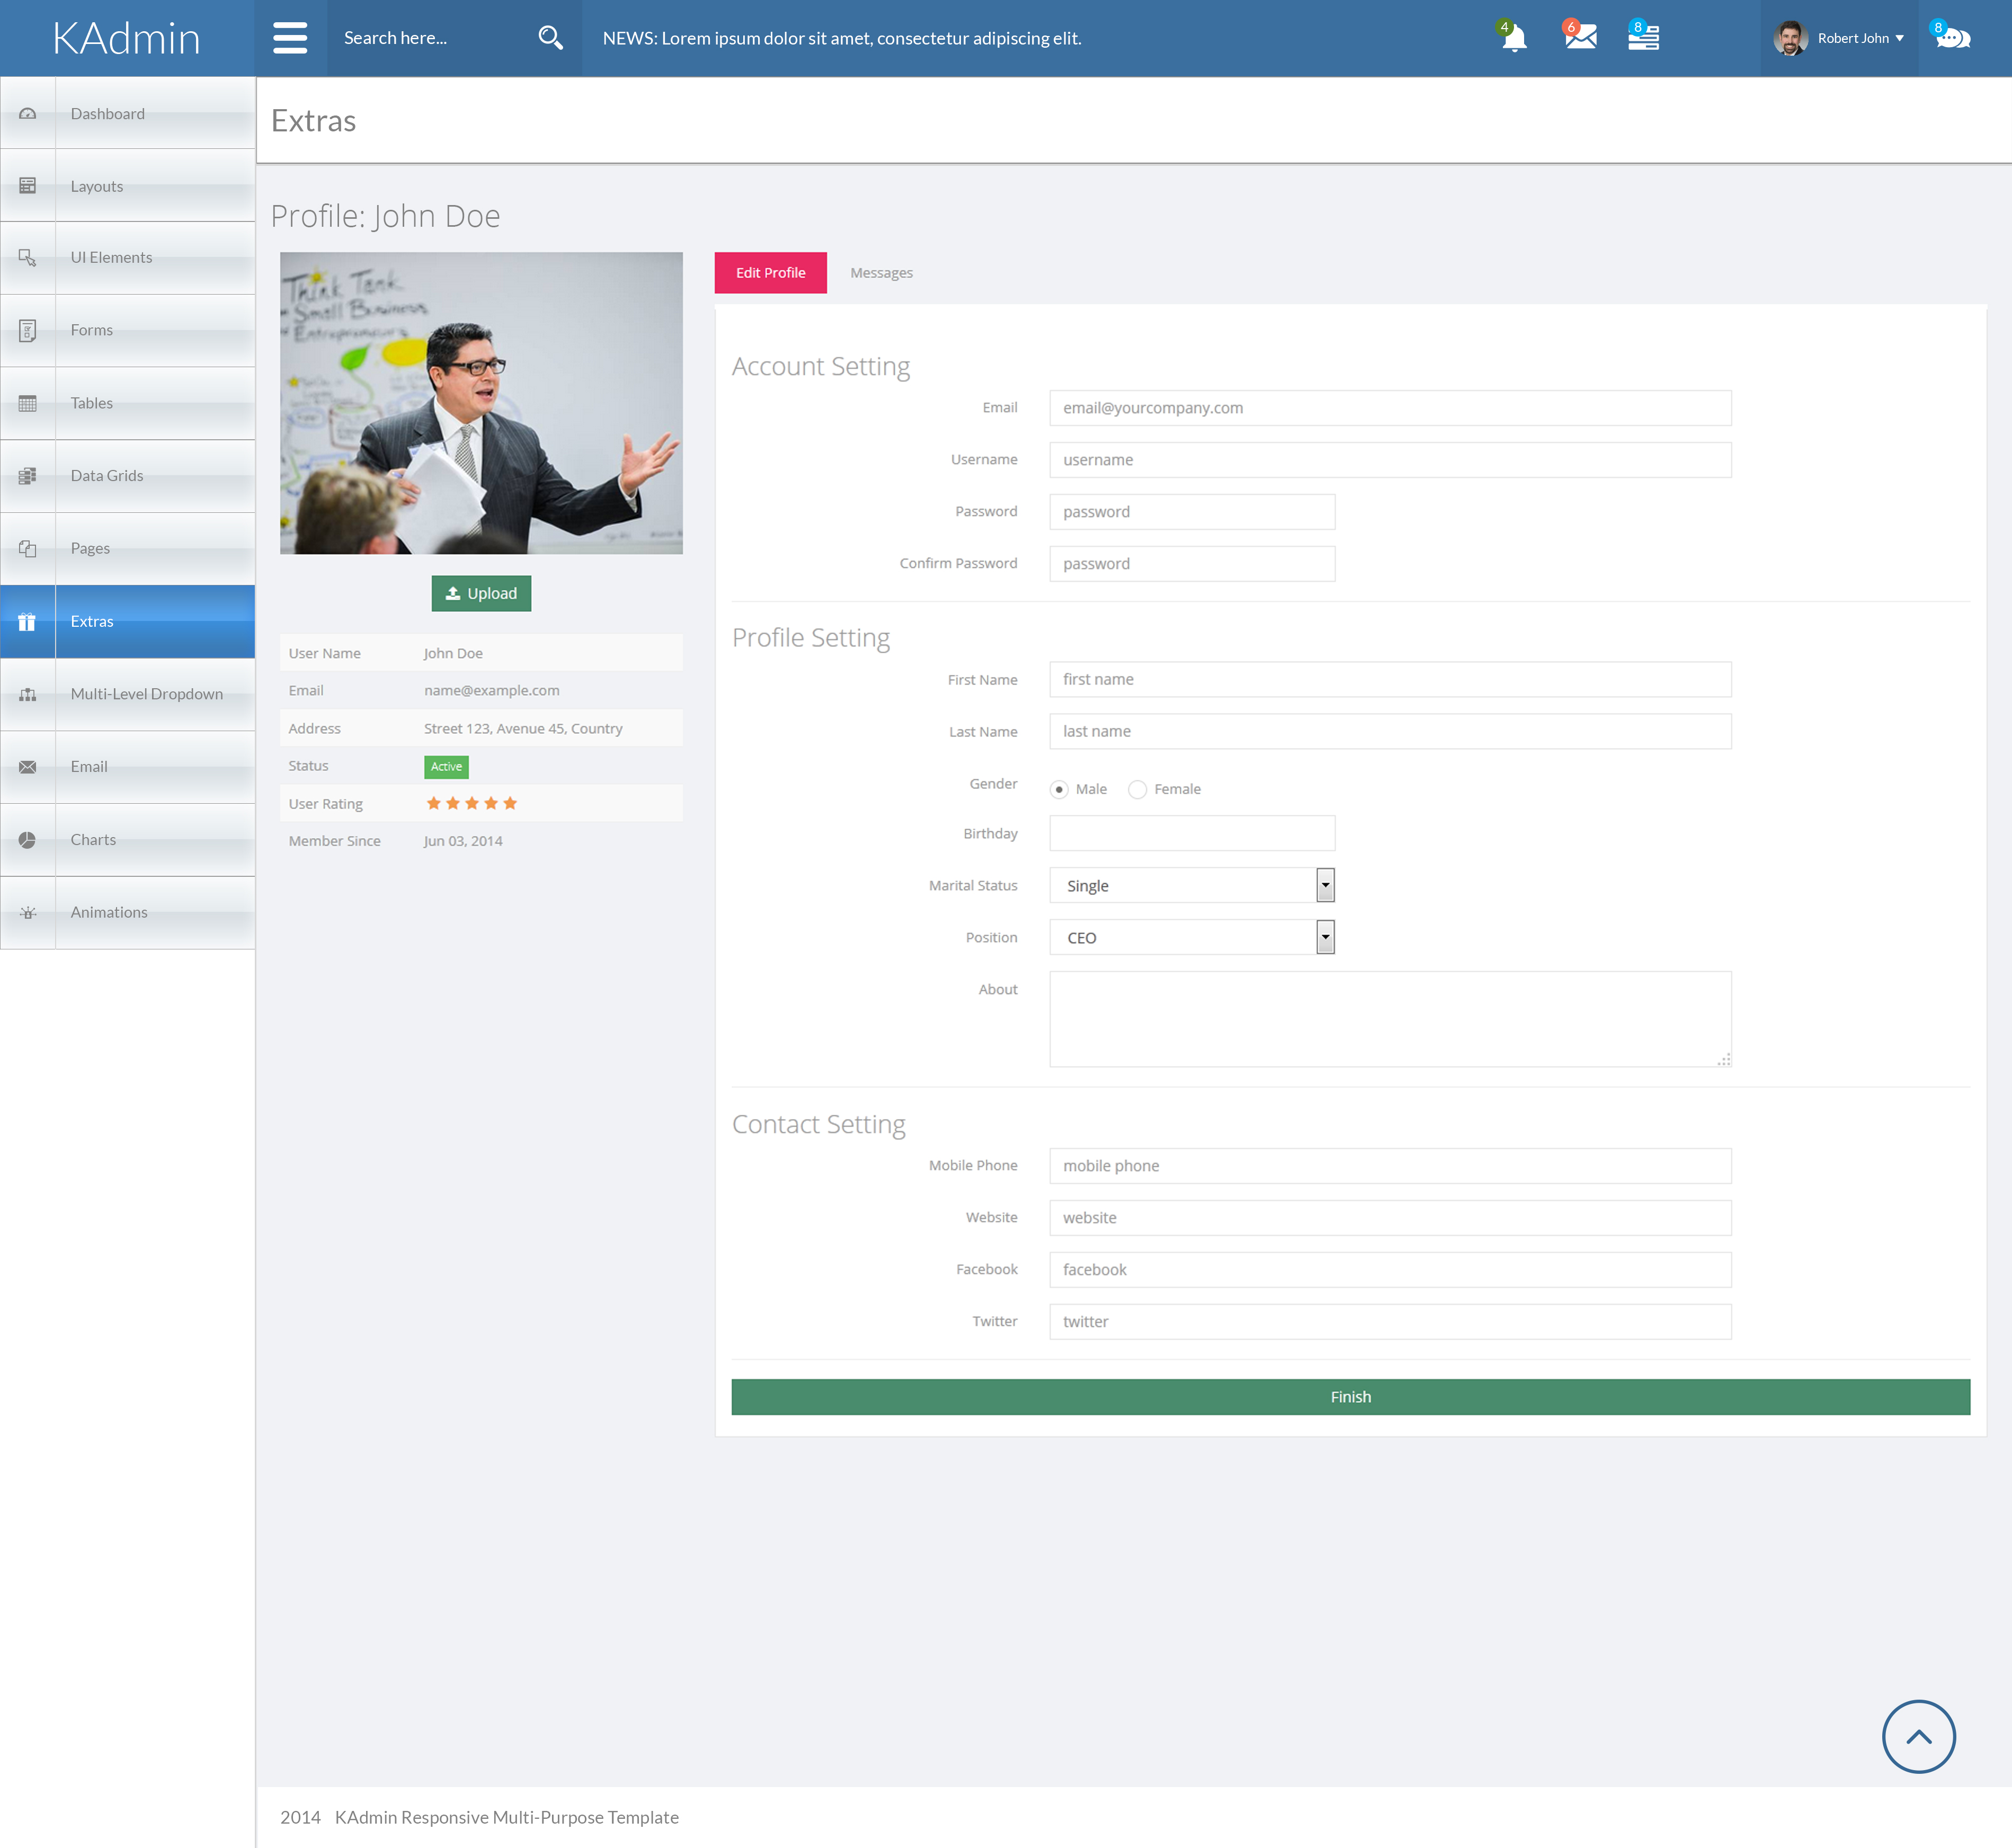 KAdmin
Search here...
NEWS: Lorem ipsum dolor sit amet, consectetur adipiscing elit.
4
6
8
Robert John
8
Dashboard
Layouts
UI Elements
Forms
Tables
Data Grids
Pages
Extras
Multi-Level Dropdown
Email
Charts
Animations
Extras
Profile: John Doe
Think Tank
Small Business
Entrepreneurs
Upload
User Name John Doe
Email name@example.com
Address Street 123, Avenue 45, Country
Status Active
User Rating
Member Since Jun 03, 2014
Edit Profile Messages
Account Setting
Email email@yourcompany.com
Username username
Password password
Confirm Password password
Profile Setting
First Name first name
Last Name last name
Gender Male Female
Birthday
Marital Status Single
Position CEO
About
Contact Setting
Mobile Phone mobile phone
Website website
Facebook facebook
Twitter twitter
Finish
2014 KAdmin Responsive Multi-Purpose Template